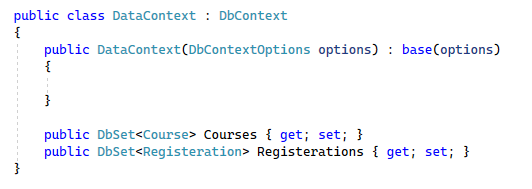 public class DataContext : DbContext
{
    public DataContext(DbContextOptions options) : base(options)
    {

    }

    public DbSet<Course> Courses { get; set; }
    public DbSet<Registeration> Registerations { get; set; }
}